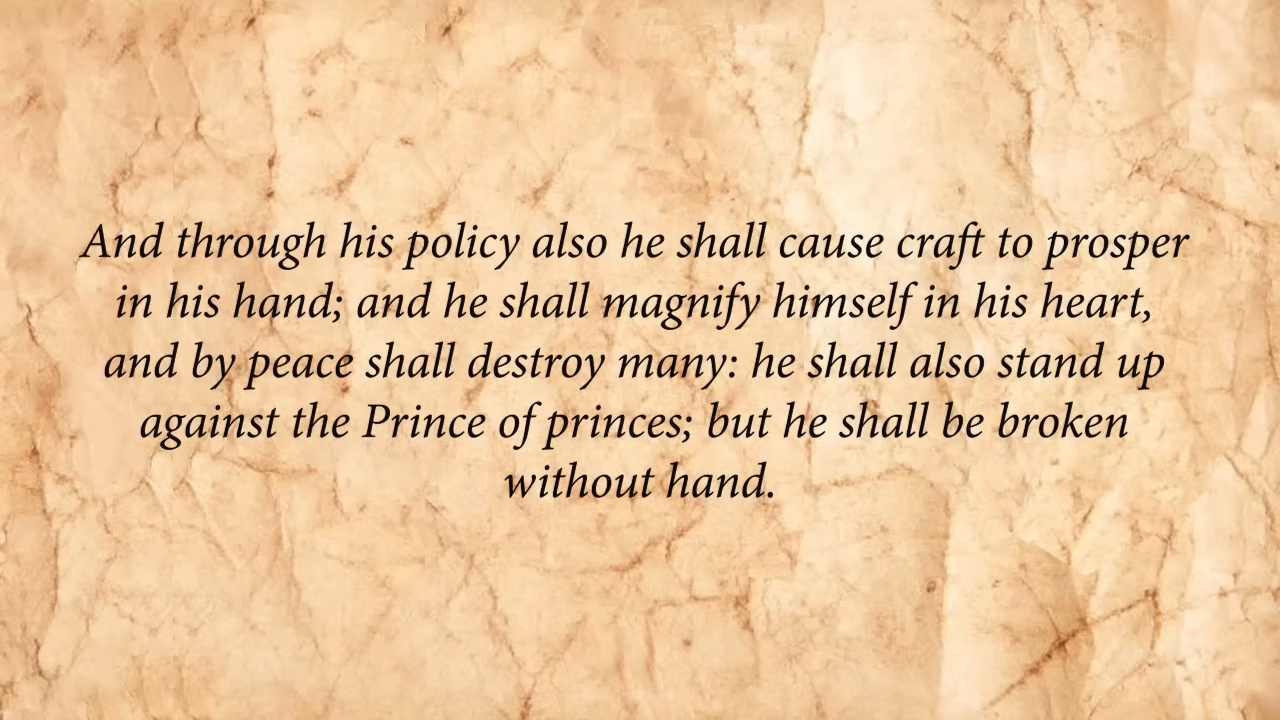 And through his policy also he shall cause craft to prosper
in his hand; and he shall magnify himself in his heart,
and by peace shall destroy many: he shall also stand up
against the Prince of princes; but he shall be broken
without hand.